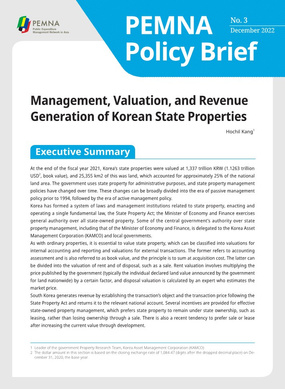 PEMNA
Public Expenditure
Management Network in Asia
PEMNA
Policy Brief
No. 3
December 2022
Management, Valuation, and Revenue
Generation of Korean State Properties
Hochil Kang¹
Executive Summary
At the end of the fiscal year 2021, Korea's state properties were valued at 1,337 trillion KRW (1.1263 trillion
USD², book value), and 25,355 km2 of this was land, which accounted for approximately 25% of the national
land area. The government uses state property for administrative purposes, and state property management
policies have changed over time. These changes can be broadly divided into the era of passive management
policy prior to 1994, followed by the era of active management policy.
Korea has formed a system of laws and management institutions related to state property, enacting and
operating a single fundamental law, the State Property Act; the Minister of Economy and Finance exercises
general authority over all state-owned property. Some of the central government's authority over state
property management, including that of the Minister of Economy and Finance, is delegated to the Korea Asset
Management Corporation (KAMCO) and local governments.
As with ordinary properties, it is essential to value state property, which can be classified into valuations for
internal accounting and reporting and valuations for external transactions. The former refers to accounting
assessment and is also referred to as book value, and the principle is to sum at acquisition cost. The latter can
be divided into the valuation of rent and of disposal, such as a sale. Rent valuation involves multiplying the
price published by the government (typically the individual declared land value announced by the government
for land nationwide) by a certain factor, and disposal valuation is calculated by an expert who estimates the
market price.
South Korea generates revenue by establishing the transaction's object and the transaction price following the
State Property Act and returns it to the relevant national account. Several incentives are provided for effective
state-owned property management, which prefers state property to remain under state ownership, such as
leasing, rather than losing ownership through a sale. There is also a recent tendency to prefer sale or lease
after increasing the current value through development.
1 Leader of the government Property Research Team, Korea Asset Management Corporation (KAMCO)
2 The dollar amount in this section is based on the closing exchange rate of